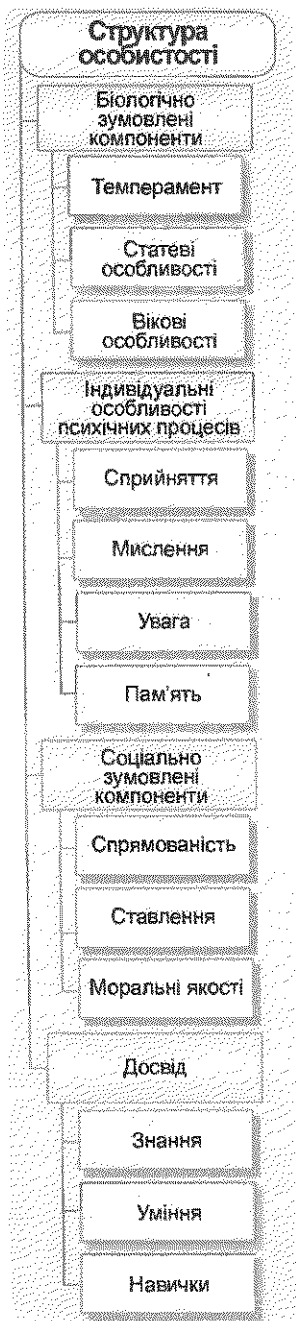 Структура
особистості
Біологічно
зумовлені
компоненти
Темперамент
Статеві
особливості
Вікові
особливості
Індивідуальні
особливості
психічних процесів
Сприйняття
Мислення
Увага
Пам'ять
Соціально
зумовлені
компоненти
Спрямованість
Ставлення
Моральні якості
Досвід
Знання
Уміння
Навички